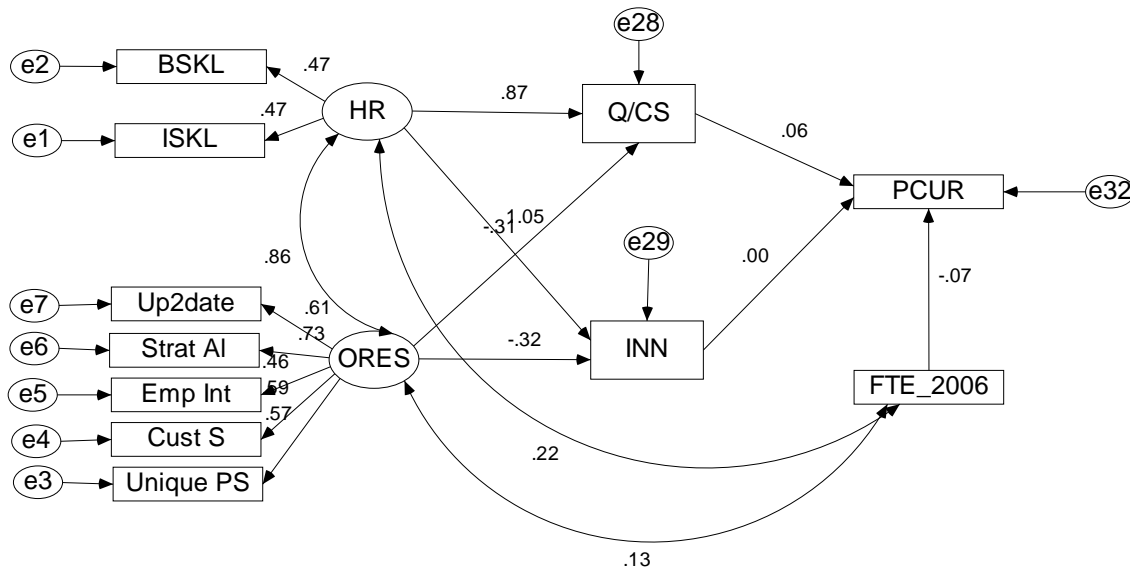 e28
e2
BSKL
.47
HR
.87
Q/CS
e1
ISKL
.47
.06
PCUR
e32
-.31
1.05
e29
.86
.00
-.07
e7
Up2date
.61
.73
-.32
INN
e6
Strat Al
ORES
.46
e5
Emp Int
.59
FTE_2006
.57
e4
Cust S
.22
e3
Unique PS
.13